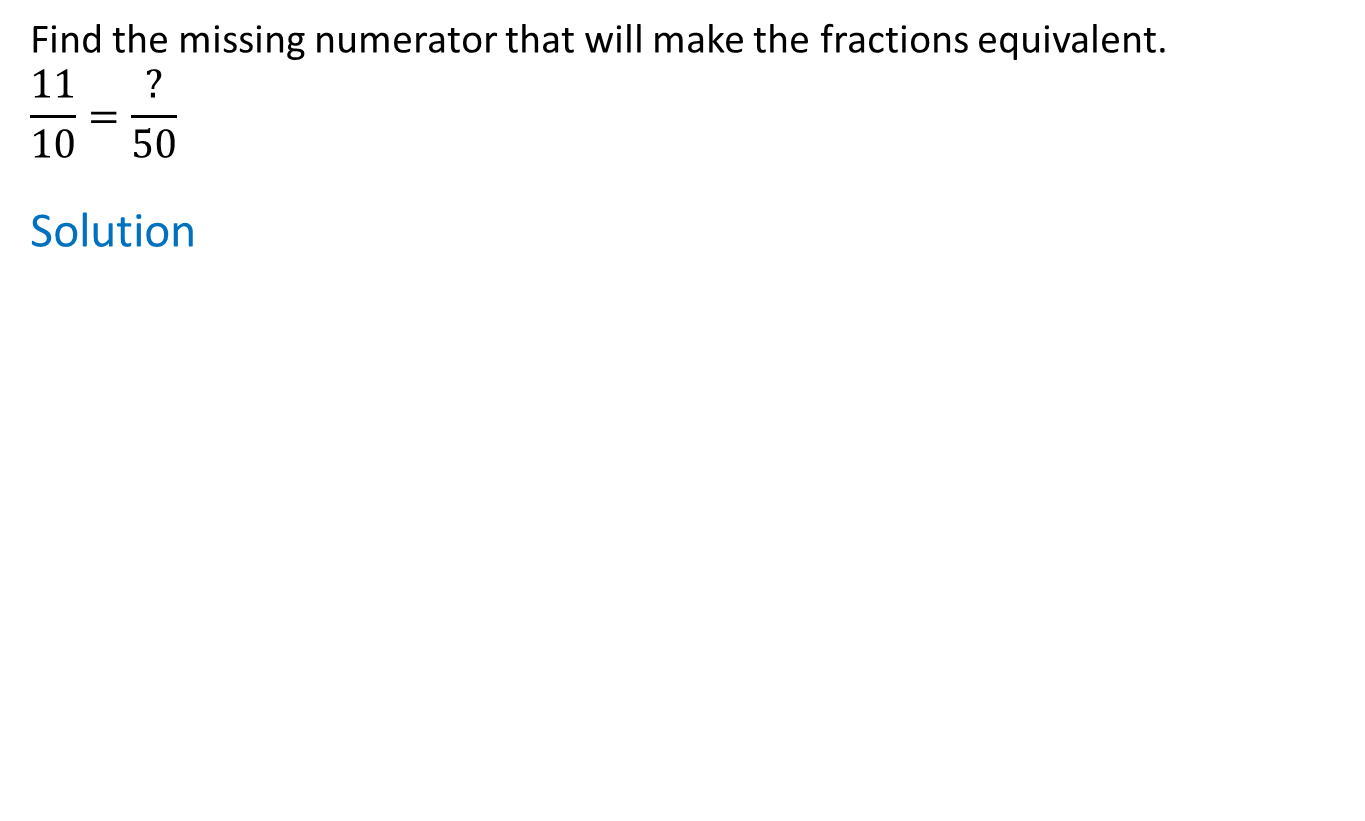 Find the missing numerator that will make the fractions equivalent.
11/10 = ?/50
Solution